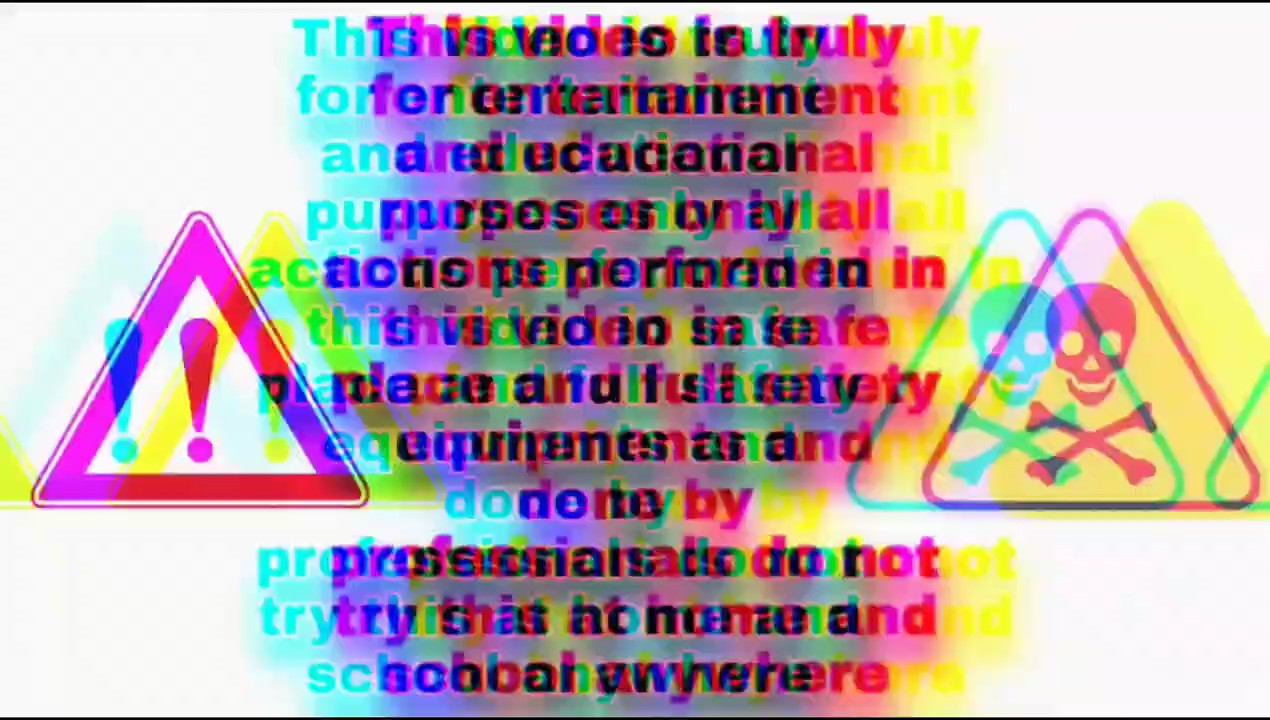 This video is truly
for entertainment
and educational
purposes only all
actions performed in
this video in safe
place and full safety
equipments and
done by
professionals do not
try this at home and
school anywhere